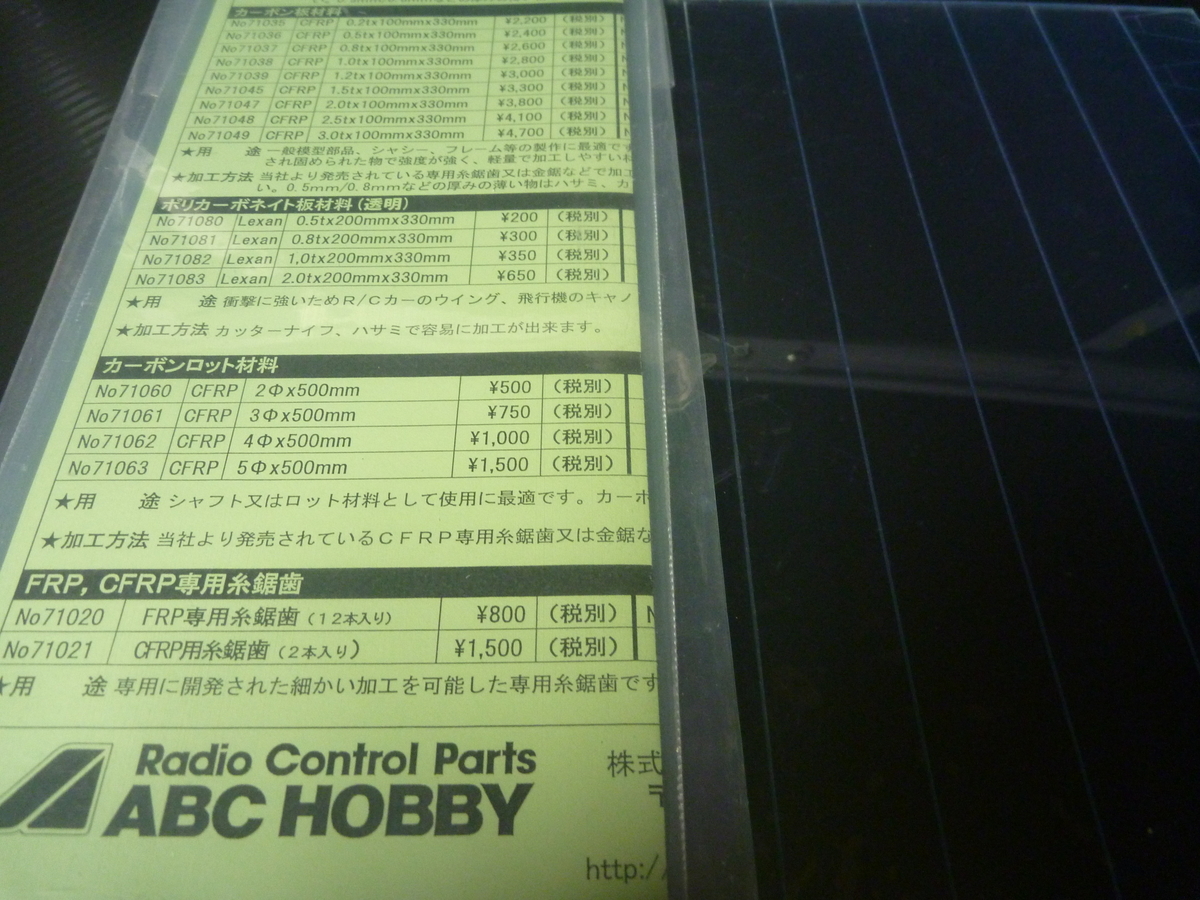 カーボン板材料
No71035 CFRP 0.2tx100mmx330mm ¥2,200 (税別)
No71036 CFRP 0.5tx100mmx330mm ¥2,400 (税別)
No71037 CFRP 0.8tx100mmx330mm ¥2,600 (税別)
No71038 CFRP 1.0tx100mmx330mm ¥2,800 (税別)
No71039 CFRP 1.2tx100mmx330mm ¥3,000 (税別)
No71045 CFRP 1.5tx100mmx330mm ¥3,300 (税別)
No71047 CFRP 2.0tx100mmx330mm ¥3,800 (税別)
No71048 CFRP 2.5tx100mmx330mm ¥4,100 (税別)
No71049 CFRP 3.0tx100mmx330mm ¥4,700 (税別)
★用 途 一般模型部品、シャシー、フレーム等の製作に最適で
され固められた物で強度が強く、軽量で加工しやすい
★加工方法 当社より発売されている専用糸鋸歯又は金鋸などで加工
い。0.5mm/0.8mmなどの厚みの薄い物はハサミ、カ
ポリカーボネイト板材料(透明)
No71080 Lexan 0.5tx200mmx330mm ¥200 (税別)
No71081 Lexan 0.8tx200mmx330mm ¥300 (税別)
No71082 Lexan 1,0tx200mmx330mm ¥350 (税別)
No71083 Lexan 2.0tx200mmx330mm ¥650 (税別)
★用 途 衝撃に強いためR/Cカーのウイング、飛行機のキャノ
★加工方法 カッターナイフ、ハサミで容易に加工が出来ます。
カーボンロット材料
No71060 CFRP 2Φx500mm ¥500 (税別)
No71061 CFRP 3Φx500mm ¥750 (税別)
No71062 CFRP 4Φx500mm ¥1,000 (税別)
No71063 CFRP 5Φx500mm ¥1,500 (税別)
★用 途 シャフト又はロット材料として使用に最適です。カーボ
★加工方法 当社より発売されているCFRP専用糸鋸歯又は金鋸な
FRP, CFRP専用糸鋸歯
No71020 FRP専用糸鋸歯(12本入り) ¥800 (税別) N
No71021 CFRP用糸鋸歯(2本入り) ¥1,500 (税別)
★用 途 専用に開発された細かい加工を可能した専用糸鋸歯です
Radio Control Parts 株式
ABC HOBBY 〒
http:/